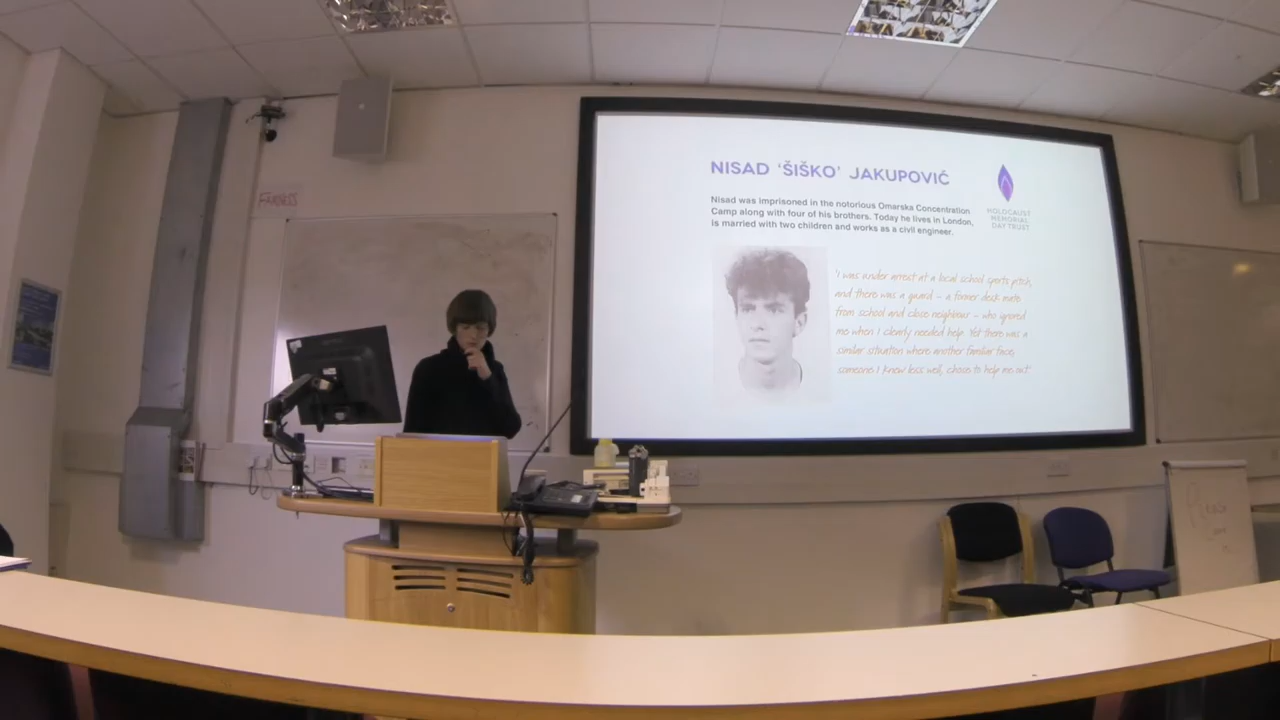 FAIRNESS
NISAD ‘ŠIŠKO’ JAKUPOVIĆ
Nisad was imprisoned in the notorious Omarska Concentration
Camp along with four of his brothers. Today he lives in London,
is married with two children and works as a civil engineer.
HOLOCAUST
MEMORIAL
DAY TRUST
'I was under arrest at a local school sports pitch,
and there was a guard – a former desk mate
from school and close neighbour – who ignored
me when I clearly needed help. Yet there was a
similar situation where another familiar face,
someone I knew less well, chose to help me out'